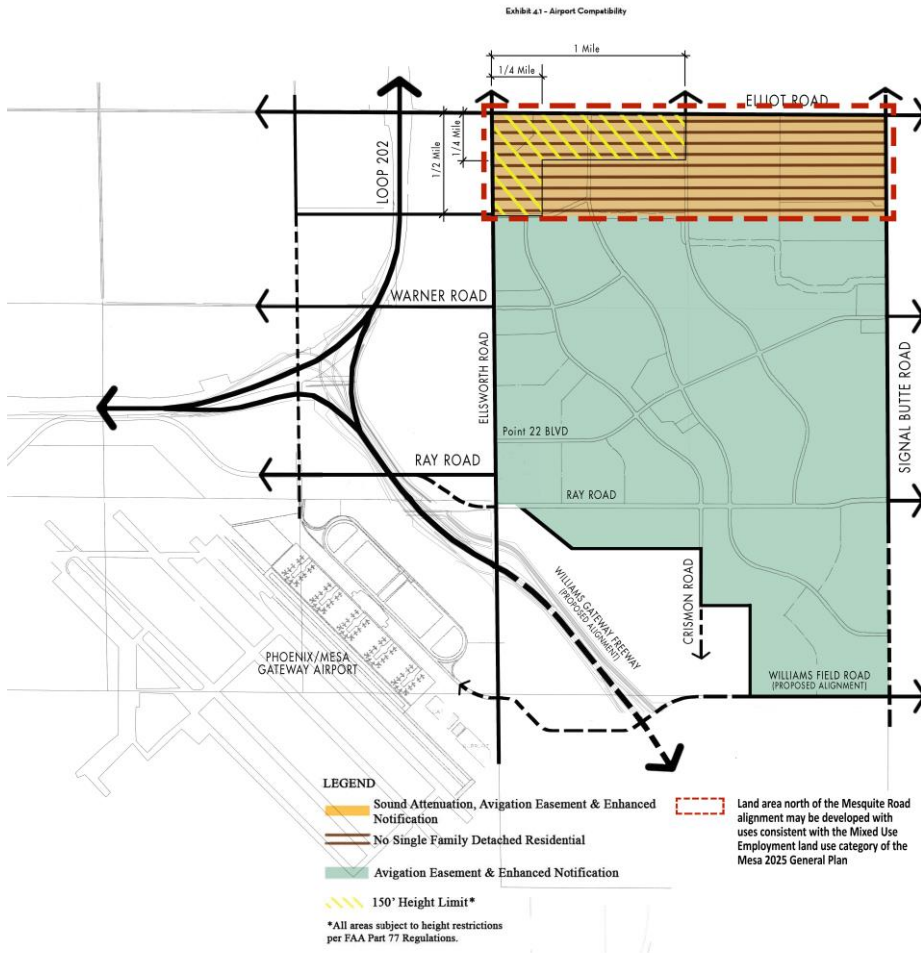 Exhibit 4.1 - Airport Compatibility
1 Mile
1/4 Mile
ELLIOT ROAD
1/4 Mile
1/2 Mile
LOOP 202
WARNER ROAD
ELLSWORTH ROAD
SIGNAL BUTTE ROAD
Point 22 BLVD
RAY ROAD
RAY ROAD
WILLIAMS GATEWAY FREEWAY
(PROPOSED ALIGNMENT)
CRISMON ROAD
PHOENIX/MESA
GATEWAY AIRPORT
WILLIAMS FIELD ROAD
(PROPOSED ALIGNMENT)
LEGEND
Sound Attenuation, Avigation Easement & Enhanced
Notification
No Single Family Detached Residential
Avigation Easement & Enhanced Notification
150' Height Limit*
*All areas subject to height restrictions
per FAA Part 77 Regulations.
Land area north of the Mesquite Road
alignment may be developed with
uses consistent with the Mixed Use
Employment land use category of the
Mesa 2025 General Plan